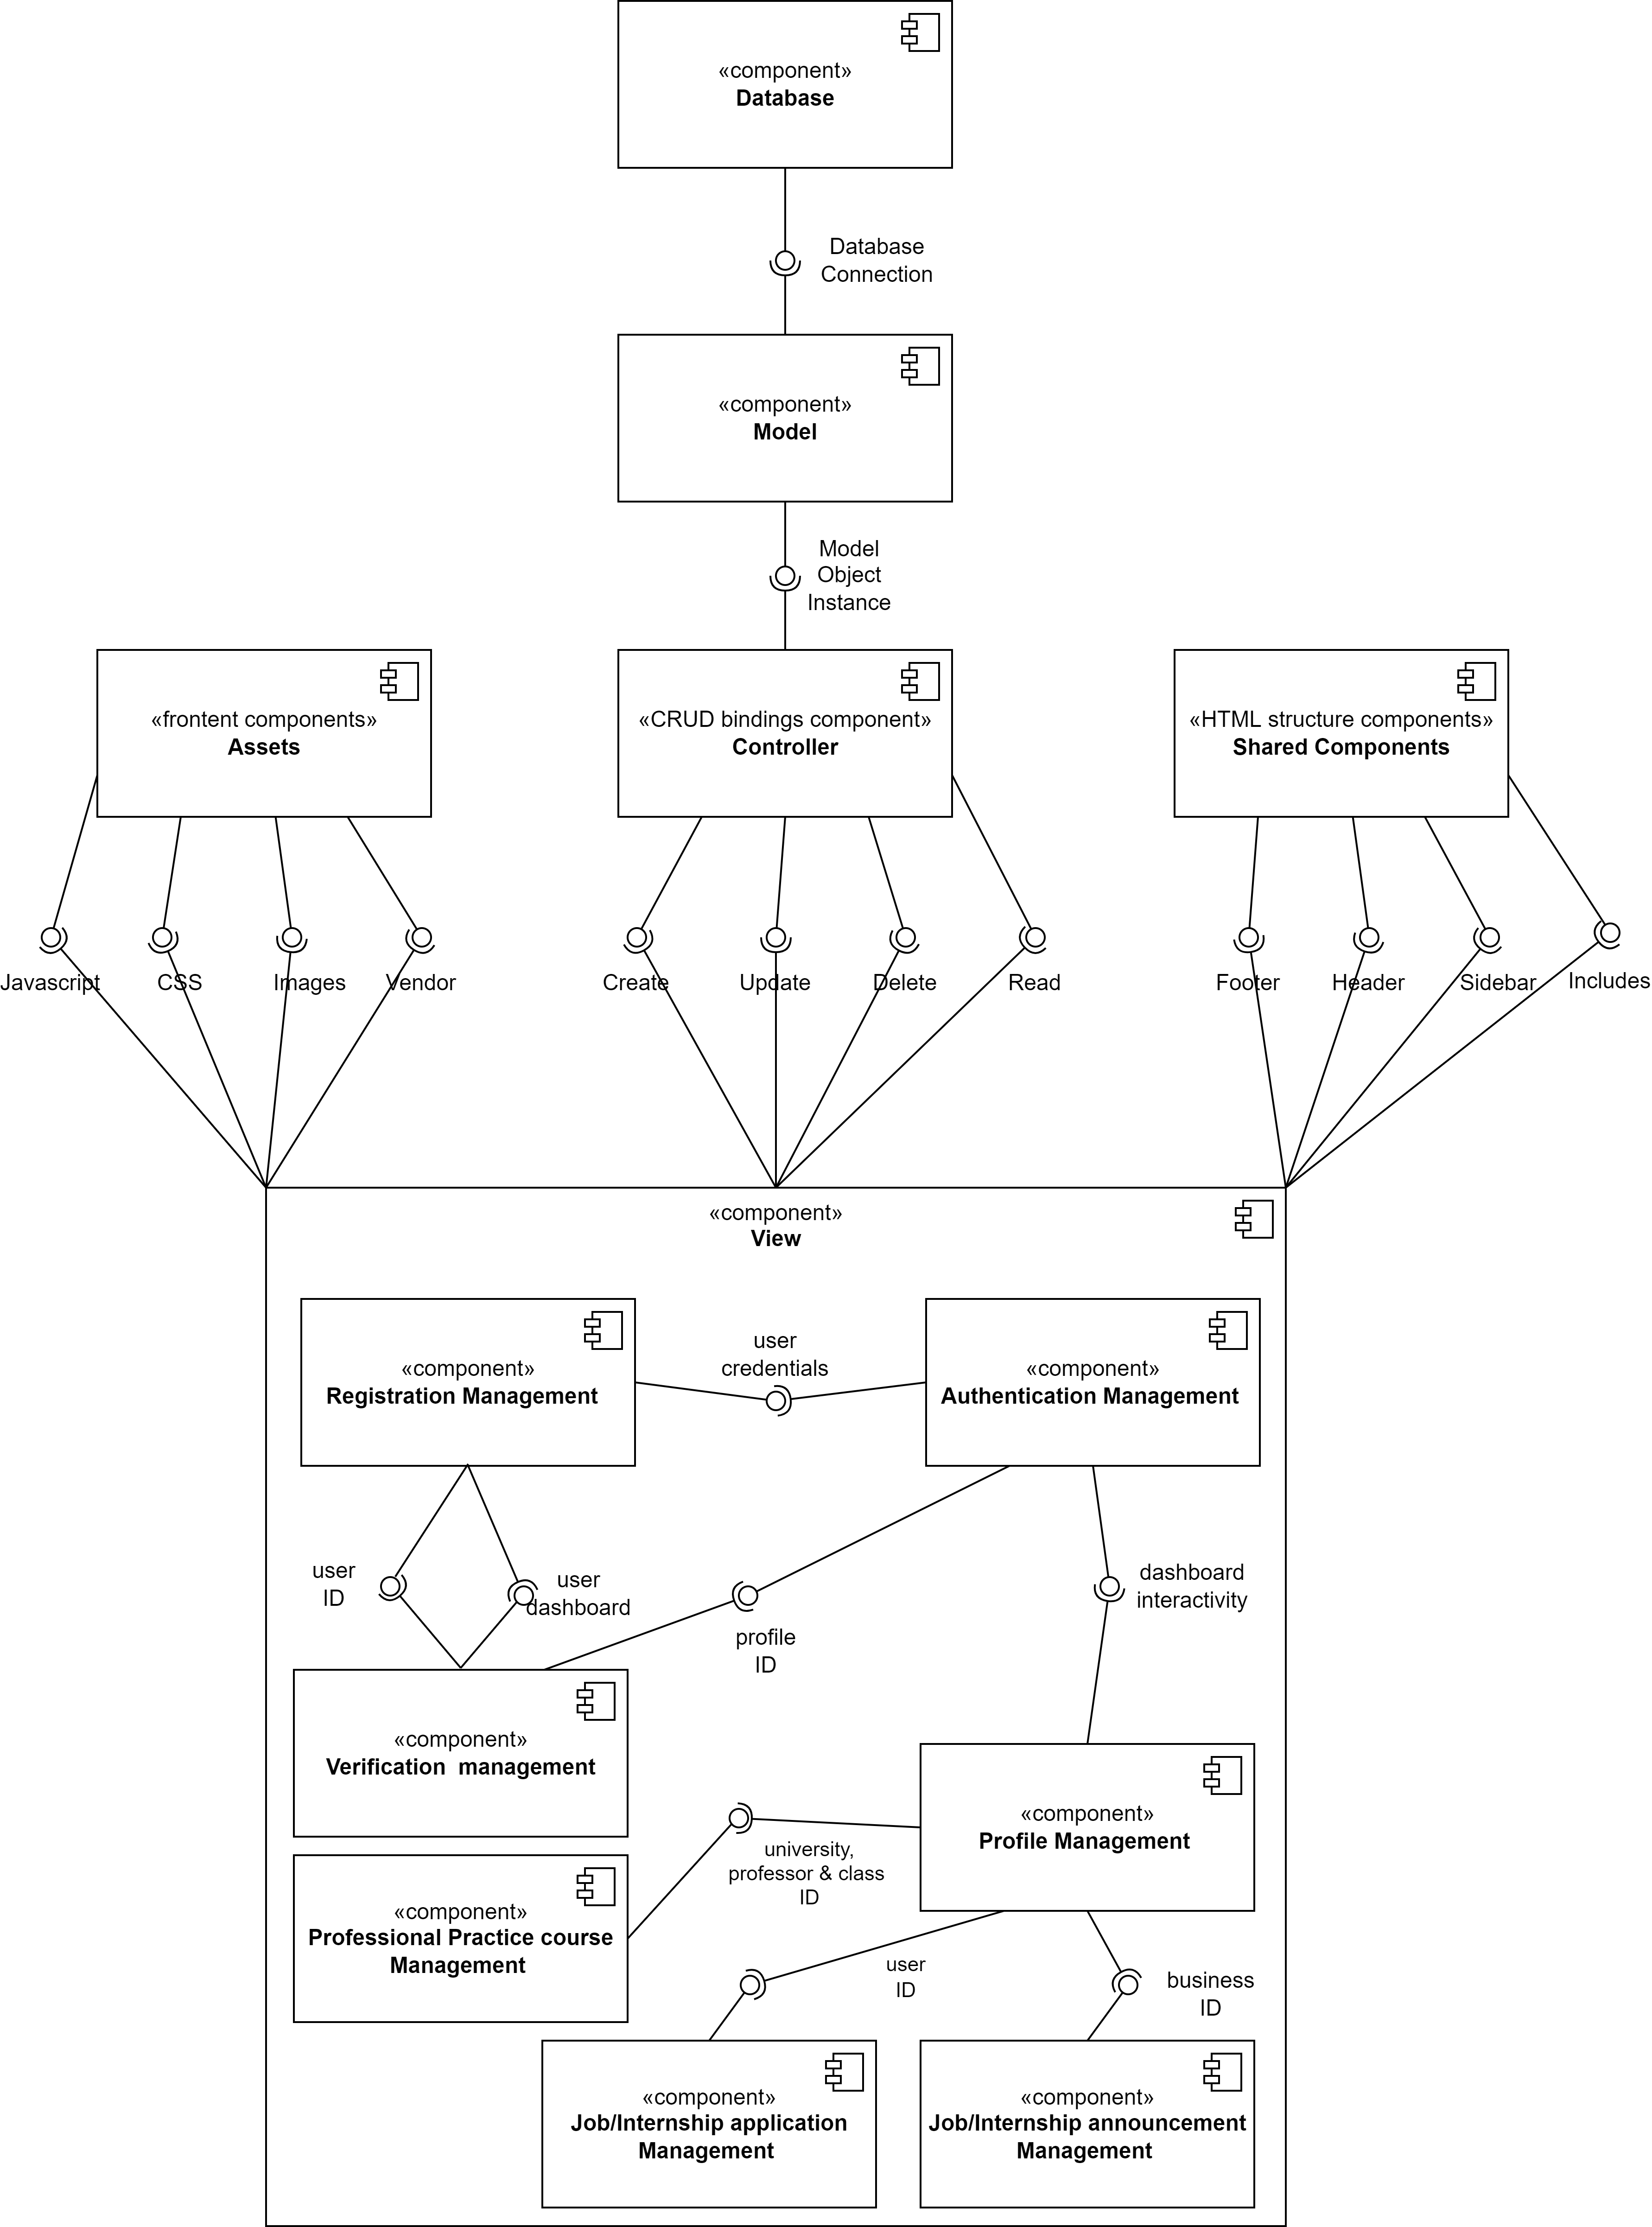 «component»
Database
Database
Connection
«component»
Model
Model
Object
Instance
«frontent components»
Assets
«CRUD bindings component»
Controller
«HTML structure components»
Shared Components
Javascript
CSS
Images
Vendor
Create
Update
Delete
Read
Footer
Header
Sidebar
Includes
«component»
View
«component»
Registration Management
user
credentials
«component»
Authentication Management
user
ID
user
dashboard
profile
ID
dashboard
interactivity
«component»
Verification  management
«component»
Profile Management
university,
professor & class
ID
«component»
Professional Practice course
Management
user
ID
business
ID
«component»
Job/Internship application
Management
«component»
Job/Internship announcement
Management